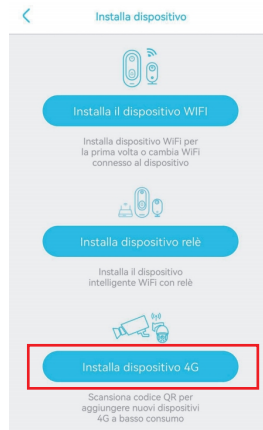 Installa dispositivo
Installa il dispositivo WIFI
Installa dispositivo WiFi per
la prima volta o cambia WiFi
connesso al dispositivo
Installa dispositivo relè
Installa il dispositivo
intelligente WiFi con relè
Installa dispositivo 4G
Scansiona codice QR per
aggiungere nuovi dispositivi
4G a basso consumo